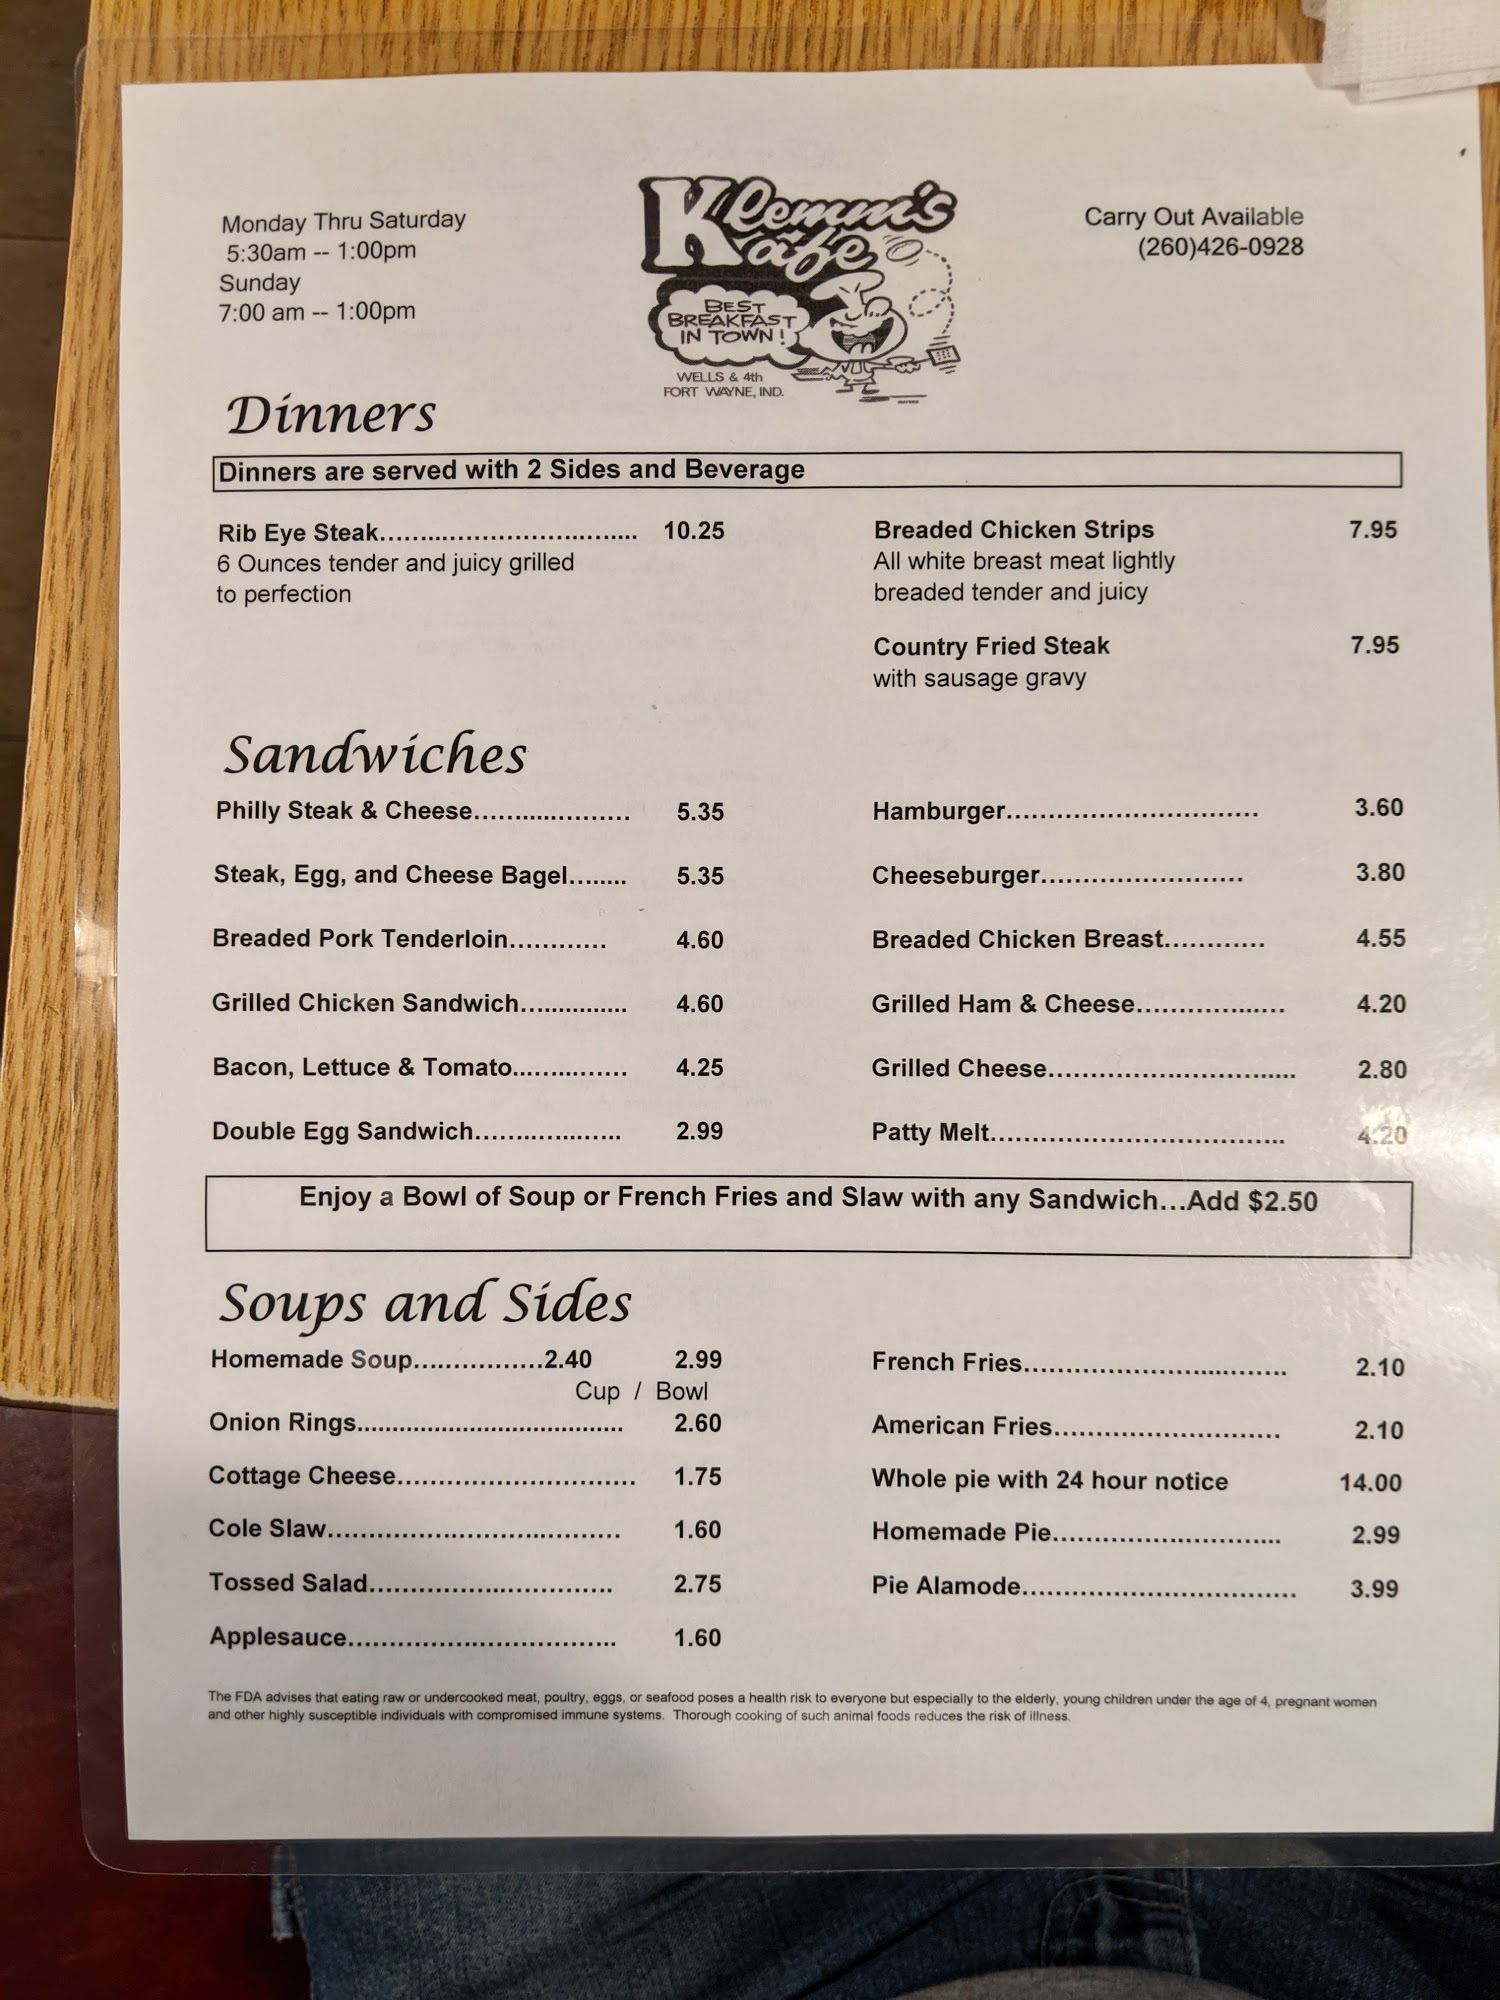 Monday Thru Saturday
5:30am -- 1:00pm
Sunday
7:00 am -- 1:00pm
Klemm's
Kafe
BEST
BREAKFAST
IN TOWN!
WELLS & 4th
FORT WAYNE, IND.
Carry Out Available
(260)426-0928
Dinners
Dinners are served with 2 Sides and Beverage
Rib Eye Steak.................................... 10.25
6 Ounces tender and juicy grilled
to perfection
Breaded Chicken Strips 7.95
All white breast meat lightly
breaded tender and juicy
Country Fried Steak 7.95
with sausage gravy
Sandwiches
Philly Steak & Cheese...................... 5.35
Steak, Egg, and Cheese Bagel........ 5.35
Breaded Pork Tenderloin............ 4.60
Grilled Chicken Sandwich............... 4.60
Bacon, Lettuce & Tomato............... 4.25
Double Egg Sandwich.................... 2.99
Hamburger.............................. 3.60
Cheeseburger........................ 3.80
Breaded Chicken Breast............ 4.55
Grilled Ham & Cheese.................. 4.20
Grilled Cheese................................ 2.80
Patty Melt................................... 4.20
Enjoy a Bowl of Soup or French Fries and Slaw with any Sandwich...Add $2.50
Soups and Sides
Homemade Soup................2.40 2.99
Cup / Bowl
Onion Rings...................................... 2.60
Cottage Cheese............................ 1.75
Cole Slaw................................... 1.60
Tossed Salad.............................. 2.75
Applesauce................................ 1.60
French Fries................................ 2.10
American Fries........................... 2.10
Whole pie with 24 hour notice 14.00
Homemade Pie............................ 2.99
Pie Alamode................................. 3.99
The FDA advises that eating raw or undercooked meat, poultry, eggs, or seafood poses a health risk to everyone but especially to the elderly, young children under the age of 4, pregnant women
and other highly susceptible individuals with compromised immune systems. Thorough cooking of such animal foods reduces the risk of illness.